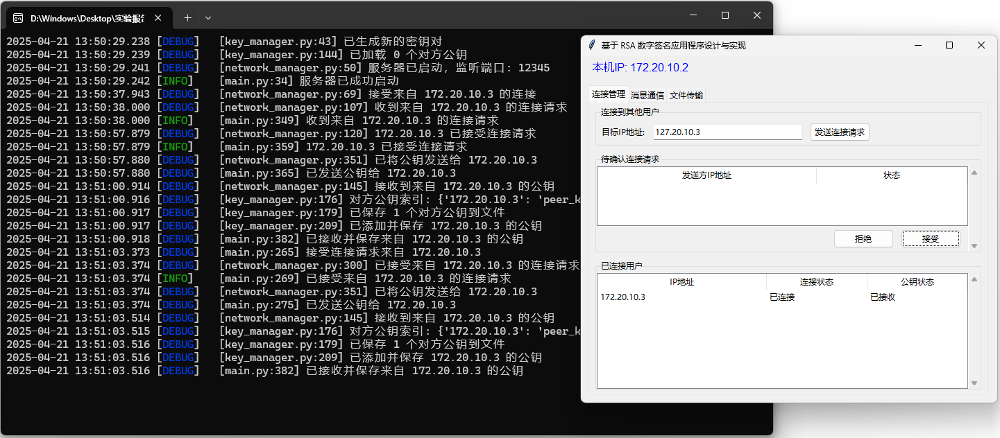 D:\Windows\Desktop\实验报告
2025-04-21 13:50:29.238 [DEBUG] [key_manager.py:43] 已生成新的密钥对
2025-04-21 13:50:29.239 [DEBUG] [key_manager.py:144] 已加载 0 个对方公钥
2025-04-21 13:50:29.241 [DEBUG] [network_manager.py:50] 服务器已启动, 监听端口: 12345
2025-04-21 13:50:29.242 [INFO] [main.py:34] 服务器已成功启动
2025-04-21 13:50:37.943 [DEBUG] [network_manager.py:69] 接受来自 172.20.10.3 的连接
2025-04-21 13:50:38.000 [DEBUG] [network_manager.py:107] 收到来自 172.20.10.3 的连接请求
2025-04-21 13:50:38.000 [INFO] [main.py:349] 收到来自 172.20.10.3 的连接请求
2025-04-21 13:50:57.879 [DEBUG] [network_manager.py:120] 172.20.10.3 已接受连接请求
2025-04-21 13:50:57.879 [INFO] [main.py:359] 172.20.10.3 已接受连接请求
2025-04-21 13:50:57.880 [DEBUG] [network_manager.py:351] 已将公钥发送给 172.20.10.3
2025-04-21 13:50:57.880 [DEBUG] [main.py:365] 已发送公钥给 172.20.10.3
2025-04-21 13:51:00.914 [DEBUG] [network_manager.py:145] 接收到来自 172.20.10.3 的公钥
2025-04-21 13:51:00.916 [DEBUG] [key_manager.py:176] 对方公钥索引: {'172.20.10.3': 'peer_k
2025-04-21 13:51:00.917 [DEBUG] [key_manager.py:179] 已保存 1 个对方公钥到文件
2025-04-21 13:51:00.917 [DEBUG] [key_manager.py:209] 已添加并保存 172.20.10.3 的公钥
2025-04-21 13:51:00.918 [DEBUG] [main.py:382] 已接收并保存来自 172.20.10.3 的公钥
2025-04-21 13:51:03.373 [DEBUG] [main.py:265] 接受连接请求来自 172.20.10.3
2025-04-21 13:51:03.374 [DEBUG] [network_manager.py:300] 已接受来自 172.20.10.3 的连接请求
2025-04-21 13:51:03.374 [INFO] [main.py:269] 已接受来自 172.20.10.3 的连接请求
2025-04-21 13:51:03.374 [DEBUG] [network_manager.py:351] 已将公钥发送给 172.20.10.3
2025-04-21 13:51:03.374 [DEBUG] [main.py:275] 已发送公钥给 172.20.10.3
2025-04-21 13:51:03.514 [DEBUG] [network_manager.py:145] 接收到来自 172.20.10.3 的公钥
2025-04-21 13:51:03.515 [DEBUG] [key_manager.py:176] 对方公钥索引: {'172.20.10.3': 'peer_k
2025-04-21 13:51:03.516 [DEBUG] [key_manager.py:179] 已保存 1 个对方公钥到文件
2025-04-21 13:51:03.516 [DEBUG] [key_manager.py:209] 已添加并保存 172.20.10.3 的公钥
2025-04-21 13:51:03.516 [DEBUG] [main.py:382] 已接收并保存来自 172.20.10.3 的公钥
基于 RSA 数字签名应用程序设计与实现
本机IP: 172.20.10.2
连接管理 消息通信 文件传输
连接到其他用户
目标IP地址: 127.20.10.3 发送连接请求
待确认连接请求
发送方IP地址 状态
拒绝 接受
已连接用户
IP地址 连接状态 公钥状态
172.20.10.3 已连接 已接收